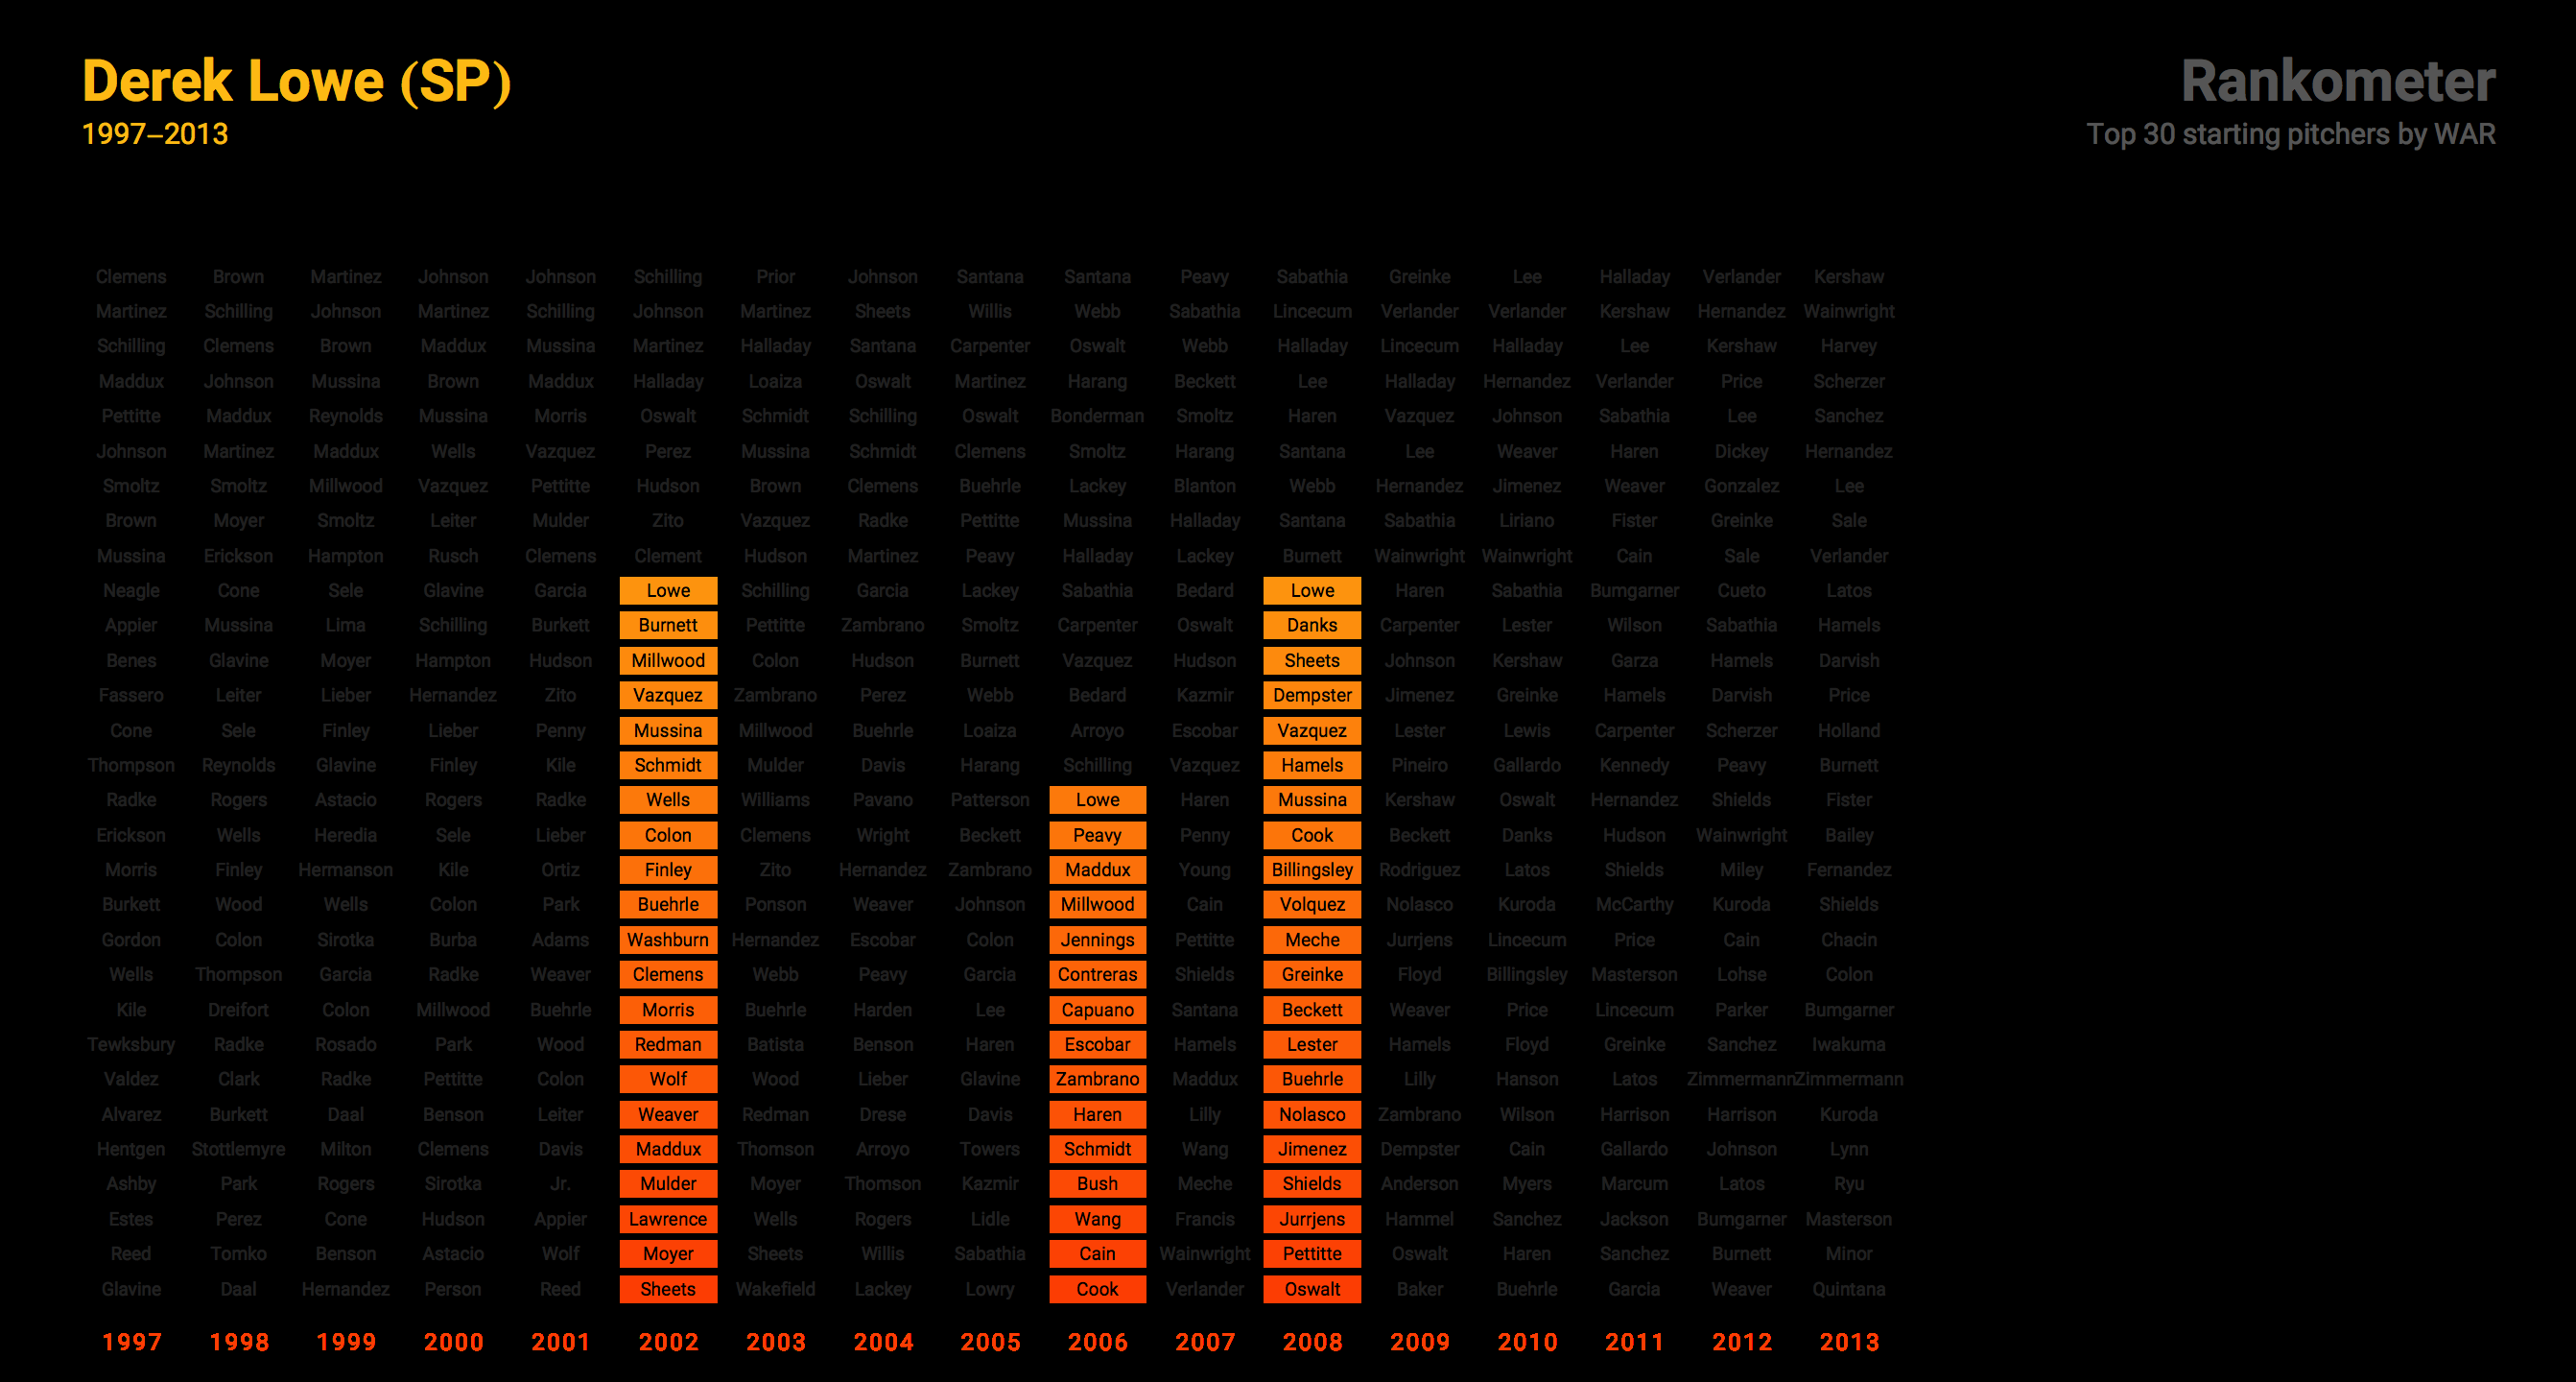 Derek Lowe (SP)
1997–2013
Rankometer
Top 30 starting pitchers by WAR
Clemens Brown Martinez Johnson Johnson Schilling Prior Johnson Santana Santana Peavy Sabathia Greinke Lee Halladay Verlander Kershaw
Martinez Schilling Johnson Martinez Schilling Johnson Martinez Sheets Willis Webb Sabathia Lincecum Verlander Verlander Kershaw Hernandez Wainwright
Schilling Clemens Brown Maddux Mussina Martinez Halladay Santana Carpenter Oswalt Webb Halladay Lincecum Halladay Lee Kershaw Harvey
Maddux Johnson Mussina Brown Maddux Halladay Loaiza Oswalt Martinez Harang Beckett Lee Halladay Hernandez Verlander Price Scherzer
Pettitte Maddux Reynolds Mussina Morris Oswalt Schmidt Schilling Oswalt Bonderman Smoltz Haren Vazquez Johnson Sabathia Lee Sanchez
Johnson Martinez Maddux Wells Vazquez Perez Mussina Schmidt Clemens Smoltz Harang Santana Lee Weaver Haren Dickey Hernandez
Smoltz Smoltz Millwood Vazquez Pettitte Hudson Brown Clemens Buehrle Lackey Blanton Webb Hernandez Jimenez Weaver Gonzalez Lee
Brown Moyer Smoltz Leiter Mulder Zito Vazquez Radke Pettitte Mussina Halladay Santana Sabathia Liriano Fister Greinke Sale
Mussina Erickson Hampton Rusch Clemens Clement Hudson Martinez Peavy Halladay Lackey Burnett Wainwright Wainwright Cain Sale Verlander
Neagle Cone Sele Glavine Garcia Lowe Schilling Garcia Lackey Sabathia Bedard Lowe Haren Sabathia Bumgarner Cueto Latos
Appier Mussina Lima Schilling Burkett Burnett Pettitte Zambrano Smoltz Carpenter Oswalt Danks Carpenter Lester Wilson Sabathia Hamels
Benes Glavine Moyer Hampton Hudson Millwood Colon Hudson Burnett Vazquez Hudson Sheets Johnson Kershaw Garza Hamels Darvish
Fassero Leiter Lieber Hernandez Zito Vazquez Zambrano Perez Webb Bedard Kazmir Dempster Jimenez Greinke Hamels Darvish Price
Cone Sele Finley Lieber Penny Mussina Millwood Buehrle Loaiza Arroyo Escobar Vazquez Lester Lewis Carpenter Scherzer Holland
Thompson Reynolds Glavine Finley Kile Schmidt Mulder Davis Harang Schilling Vazquez Hamels Pineiro Gallardo Kennedy Peavy Burnett
Radke Rogers Astacio Rogers Radke Wells Williams Pavano Patterson Lowe Haren Mussina Kershaw Oswalt Hernandez Shields Fister
Erickson Wells Heredia Sele Lieber Colon Clemens Wright Beckett Peavy Penny Cook Beckett Danks Hudson Wainwright Bailey
Morris Finley Hermanson Kile Ortiz Finley Zito Hernandez Zambrano Maddux Young Billingsley Rodriguez Latos Shields Miley Fernandez
Burkett Wood Wells Colon Park Buehrle Ponson Weaver Johnson Millwood Cain Volquez Nolasco Kuroda McCarthy Kuroda Shields
Gordon Colon Sirotka Burba Adams Washburn Hernandez Escobar Colon Jennings Pettitte Meche Jurrjens Lincecum Price Cain Chacin
Wells Thompson Garcia Radke Weaver Clemens Webb Peavy Garcia Contreras Shields Greinke Floyd Billingsley Masterson Lohse Colon
Kile Dreifort Colon Millwood Buehrle Morris Buehrle Harden Lee Capuano Santana Beckett Weaver Price Lincecum Parker Bumgarner
Tewksbury Radke Rosado Park Wood Redman Batista Benson Haren Escobar Hamels Lester Hamels Floyd Greinke Sanchez Iwakuma
Valdez Clark Radke Pettitte Colon Wolf Wood Lieber Glavine Zambrano Maddux Buehrle Lilly Hanson Latos Zimmermann Zimmermann
Alvarez Burkett Daal Benson Leiter Weaver Redman Drese Davis Haren Lilly Nolasco Zambrano Wilson Harrison Harrison Kuroda
Hentgen Stottlemyre Milton Clemens Davis Maddux Thomson Arroyo Towers Schmidt Wang Jimenez Dempster Cain Gallardo Johnson Lynn
Ashby Park Rogers Sirotka Jr. Mulder Moyer Thomson Kazmir Bush Meche Shields Anderson Myers Marcum Latos Ryu
Estes Perez Cone Hudson Appier Lawrence Wells Rogers Lidle Wang Francis Jurrjens Hammel Sanchez Jackson Bumgarner Masterson
Reed Tomko Benson Astacio Wolf Moyer Sheets Willis Sabathia Cain Wainwright Pettitte Oswalt Haren Sanchez Burnett Minor
Glavine Daal Hernandez Person Reed Sheets Wakefield Lackey Lowry Cook Verlander Oswalt Baker Buehrle Garcia Weaver Quintana
1997 1998 1999 2000 2001 2002 2003 2004 2005 2006 2007 2008 2009 2010 2011 2012 2013